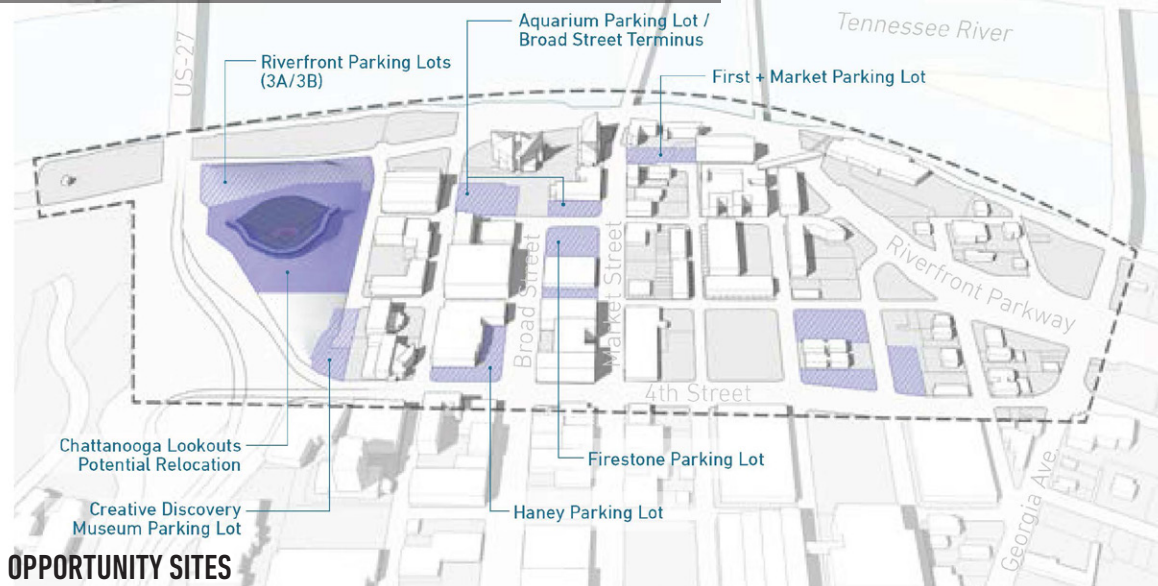 Aquarium Parking Lot /
Broad Street Terminus
Tennessee River
US-27
Riverfront Parking Lots
(3A/3B)
First + Market Parking Lot
Broad Street
Market Street
Riverfront Parkway
4th Street
Chattanooga Lookouts
Potential Relocation
Firestone Parking Lot
Creative Discovery
Museum Parking Lot
Haney Parking Lot
Georgia Ave
OPPORTUNITY SITES